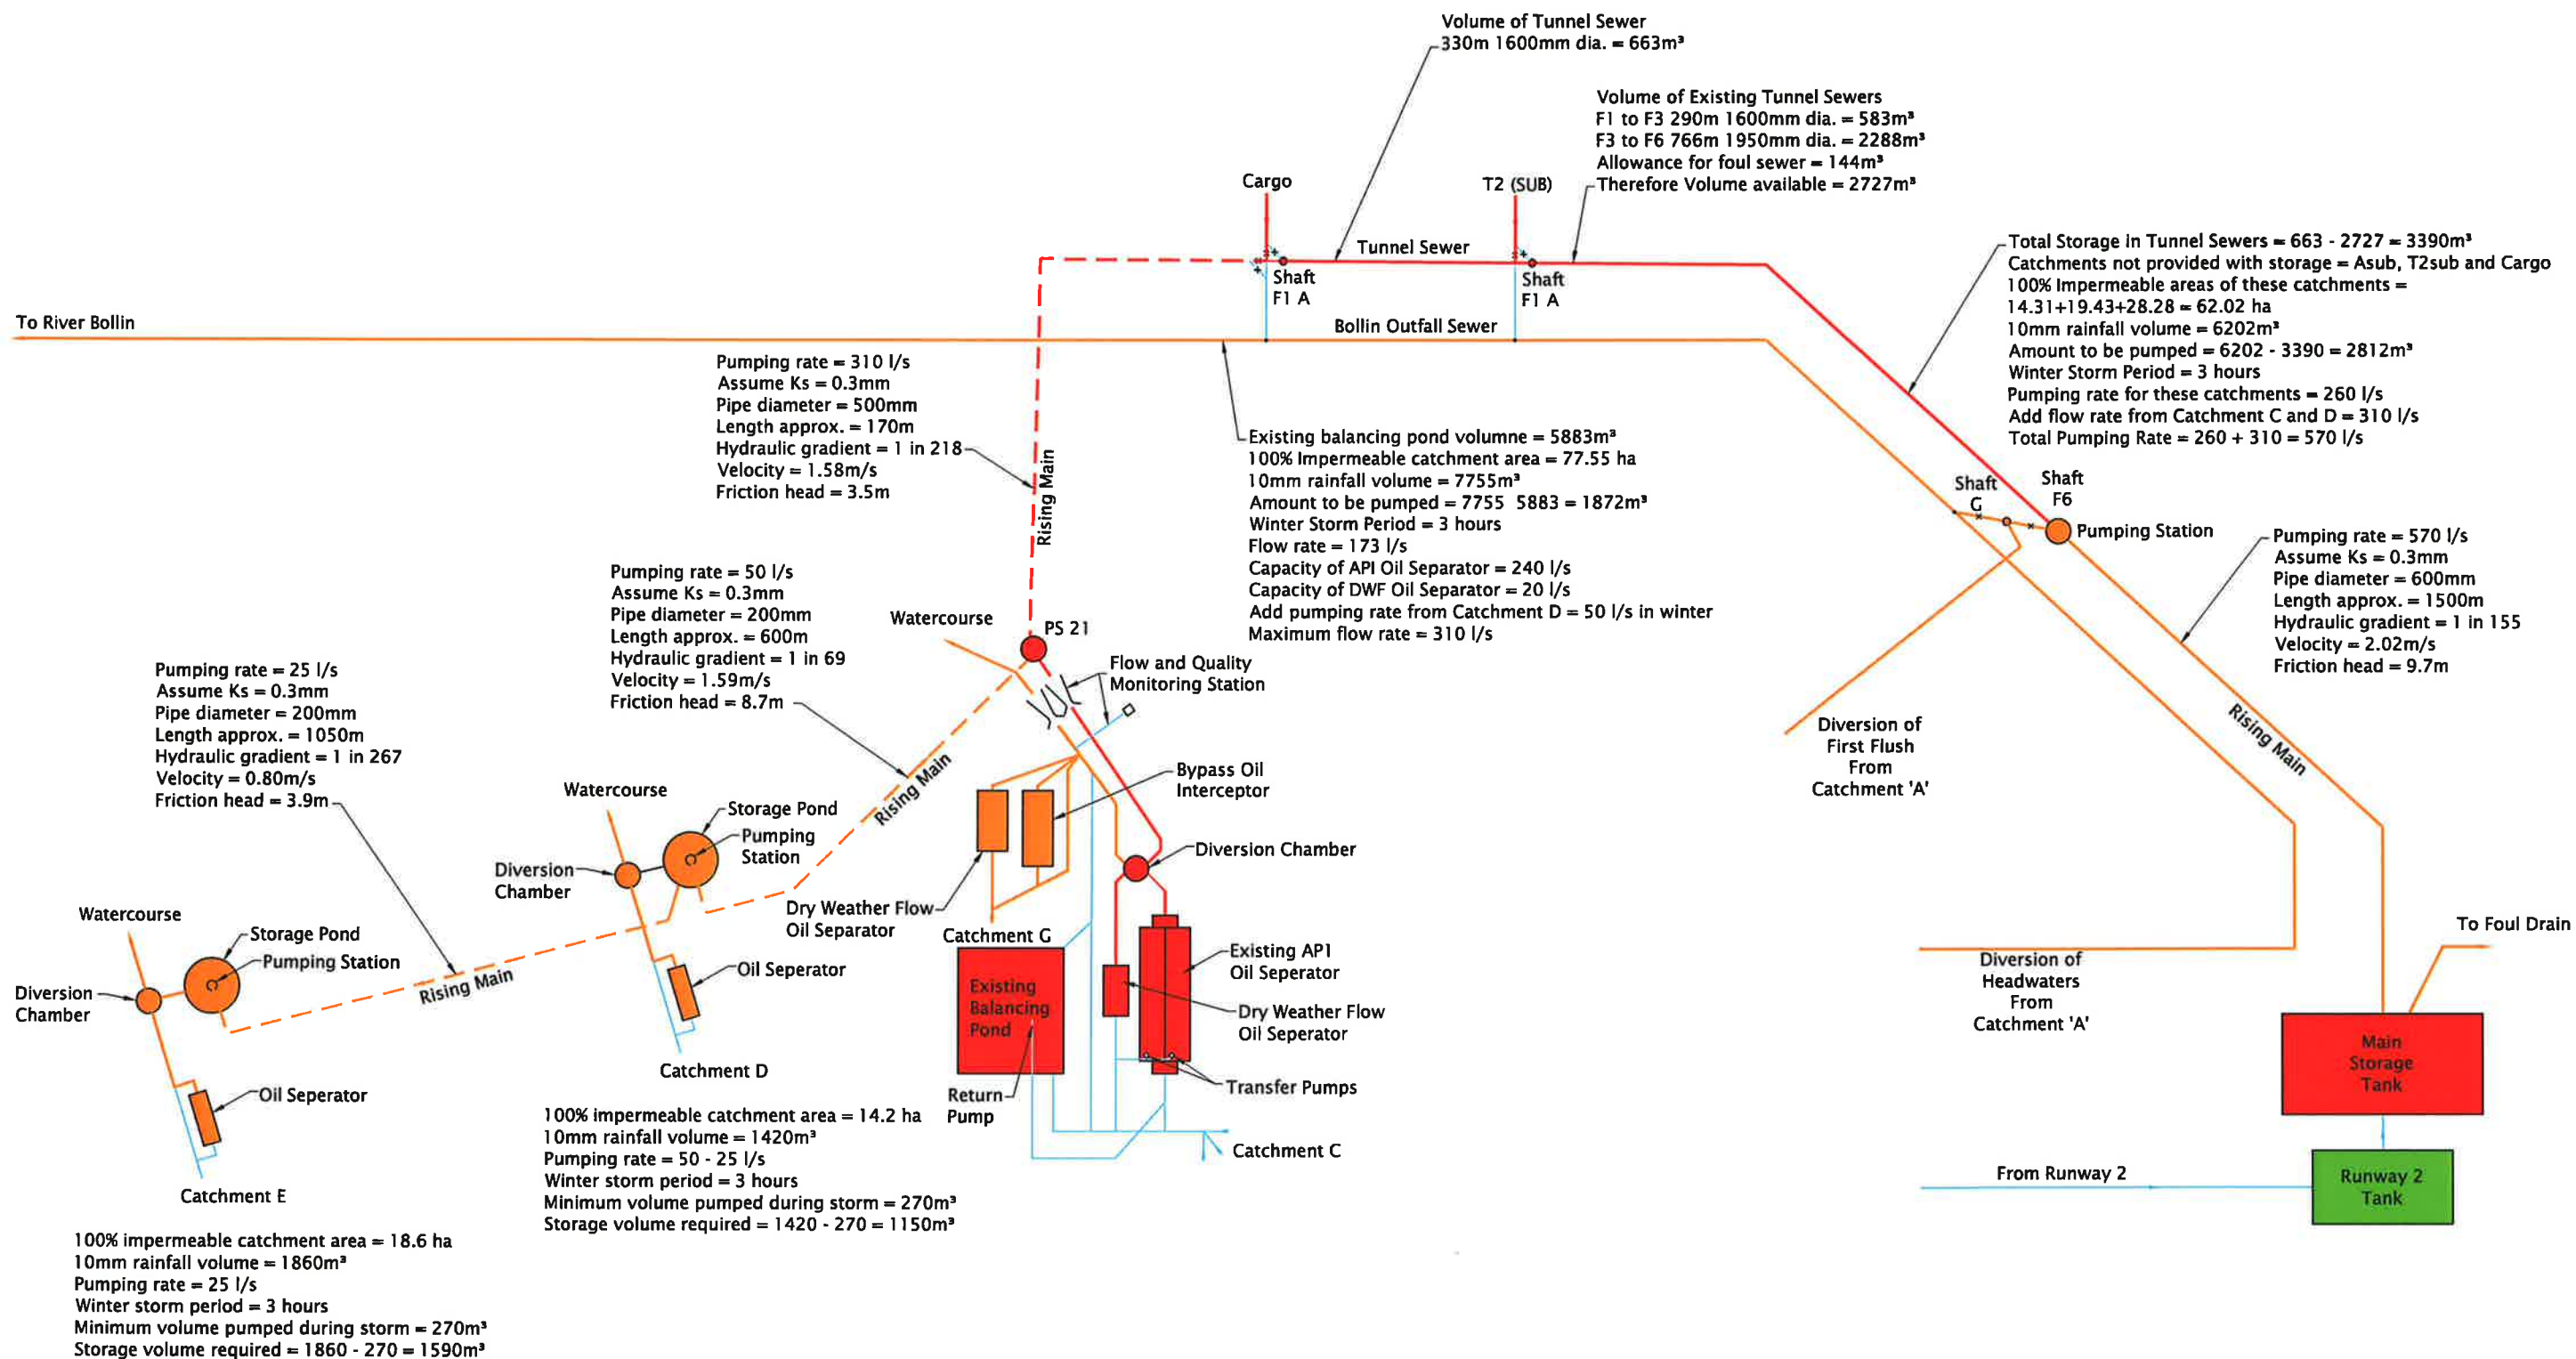 Volume of Tunnel Sewer
330m 1600mm dia. = 663m³
Volume of Existing Tunnel Sewers
F1 to F3 290m 1600mm dia. = 583m³
F3 to F6 766m 1950mm dia. = 2288m³
Allowance for foul sewer = 144m³
Therefore Volume available = 2727m³
Cargo
T2 (SUB)
Tunnel Sewer
Shaft
F1 A
Shaft
F1 A
Total Storage in Tunnel Sewers = 663 - 2727 = 3390m³
Catchments not provided with storage = Asub, T2sub and Cargo
100% Impermeable areas of these catchments =
14.31+19.43+28.28 = 62.02 ha
10mm rainfall volume = 6202m³
Amount to be pumped = 6202 - 3390 = 2812m³
Winter Storm Period = 3 hours
Pumping rate for these catchments = 260 l/s
Add flow rate from Catchment C and D = 310 l/s
Total Pumping Rate = 260 + 310 = 570 l/s
To River Bollin
Bollin Outfall Sewer
Pumping rate = 310 l/s
Assume Ks = 0.3mm
Pipe diameter = 500mm
Length approx. = 170m
Hydraulic gradient = 1 in 218
Velocity = 1.58m/s
Friction head = 3.5m
Rising Main
Existing balancing pond volumne = 5883m³
100% Impermeable catchment area = 77.55 ha
10mm rainfall volume = 7755m³
Amount to be pumped = 7755 5883 = 1872m³
Winter Storm Period = 3 hours
Flow rate = 173 l/s
Capacity of API Oil Separator = 240 l/s
Capacity of DWF Oil Separator = 20 l/s
Add pumping rate from Catchment D = 50 l/s in winter
Maximum flow rate = 310 l/s
Shaft
G
Shaft
F6
Pumping Station
Pumping rate = 570 l/s
Assume Ks = 0.3mm
Pipe diameter = 600mm
Length approx. = 1500m
Hydraulic gradient = 1 in 155
Velocity = 2.02m/s
Friction head = 9.7m
Pumping rate = 50 l/s
Assume Ks = 0.3mm
Pipe diameter = 200mm
Length approx. = 600m
Hydraulic gradient = 1 in 69
Velocity = 1.59m/s
Friction head = 8.7m
Watercourse
PS 21
Flow and Quality
Monitoring Station
Pumping rate = 25 l/s
Assume Ks = 0.3mm
Pipe diameter = 200mm
Length approx. = 1050m
Hydraulic gradient = 1 in 267
Velocity = 0.80m/s
Friction head = 3.9m
Diversion of
First Flush
From
Catchment 'A'
Rising Main
Bypass Oil
Interceptor
Rising Main
Watercourse
Storage Pond
Pumping
Station
Diversion
Chamber
Diversion Chamber
Dry Weather Flow
Oil Separator
Catchment G
Watercourse
Storage Pond
Pumping Station
Diversion
Chamber
Rising Main
Oil Seperator
Existing
Balancing
Pond
Existing API
Oil Seperator
Dry Weather Flow
Oil Seperator
Diversion of
Headwaters
From
Catchment 'A'
To Foul Drain
Main
Storage
Tank
Catchment D
Return
Pump
Transfer Pumps
Oil Seperator
Catchment C
100% impermeable catchment area = 14.2 ha
10mm rainfall volume = 1420m³
Pumping rate = 50 - 25 l/s
Winter storm period = 3 hours
Minimum volume pumped during storm = 270m³
Storage volume required = 1420 - 270 = 1150m³
From Runway 2
Runway 2
Tank
Catchment E
100% impermeable catchment area = 18.6 ha
10mm rainfall volume = 1860m³
Pumping rate = 25 l/s
Winter storm period = 3 hours
Minimum volume pumped during storm = 270m³
Storage volume required = 1860 - 270 = 1590m³